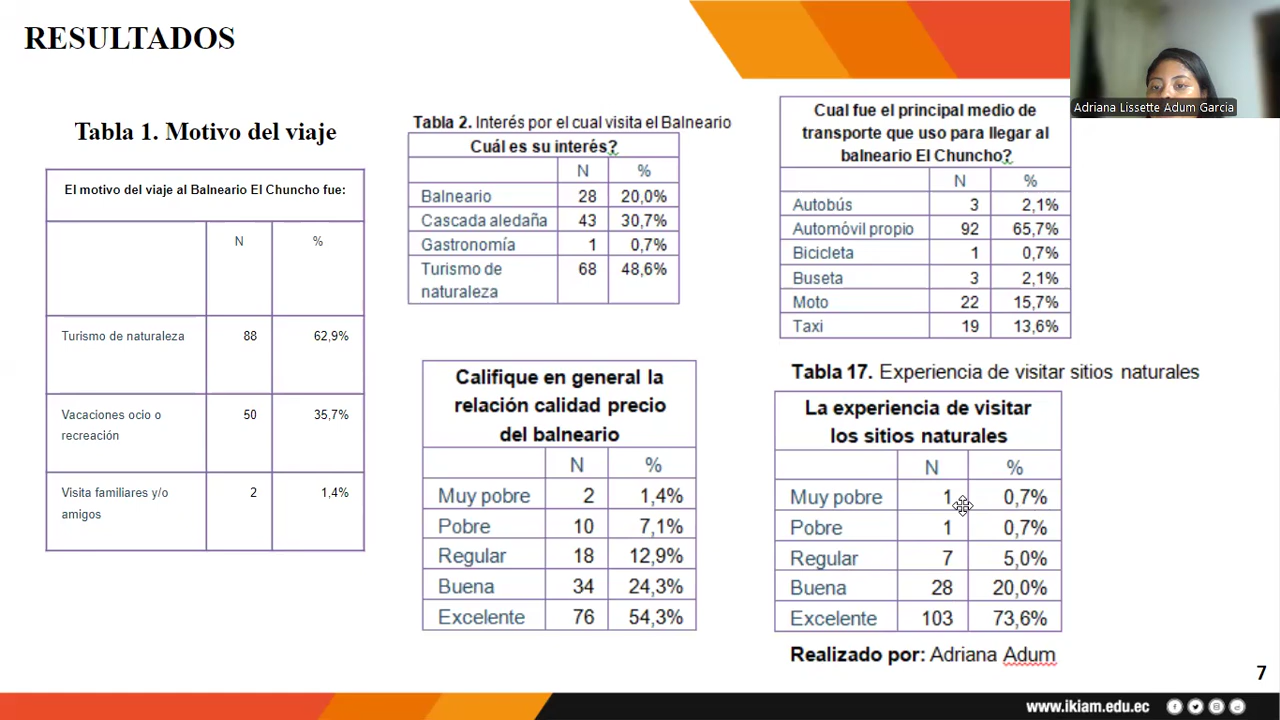 RESULTADOS
Adriana Lissette Adum Garcia
Tabla 1. Motivo del viaje
El motivo del viaje al Balneario El Chuncho fue:
N %
Turismo de naturaleza 88 62,9%
Vacaciones ocio o 50 35,7%
recreación
Visita familiares y/o 2 1,4%
amigos
Tabla 2. Interés por el cual visita el Balneario
Cuál es su interés?
N %
Balneario 28 20,0%
Cascada aledaña 43 30,7%
Gastronomía 1 0,7%
Turismo de 68 48,6%
naturaleza
Cual fue el principal medio de
transporte que uso para llegar al
balneario El Chuncho?
N %
Autobús 3 2,1%
Automóvil propio 92 65,7%
Bicicleta 1 0,7%
Buseta 3 2,1%
Moto 22 15,7%
Taxi 19 13,6%
Califique en general la
relación calidad precio
del balneario
N %
Muy pobre 2 1,4%
Pobre 10 7,1%
Regular 18 12,9%
Buena 34 24,3%
Excelente 76 54,3%
Tabla 17. Experiencia de visitar sitios naturales
La experiencia de visitar
los sitios naturales
N %
Muy pobre 1 0,7%
Pobre 1 0,7%
Regular 7 5,0%
Buena 28 20,0%
Excelente 103 73,6%
Realizado por: Adriana Adum
7
www.ikiam.edu.ec